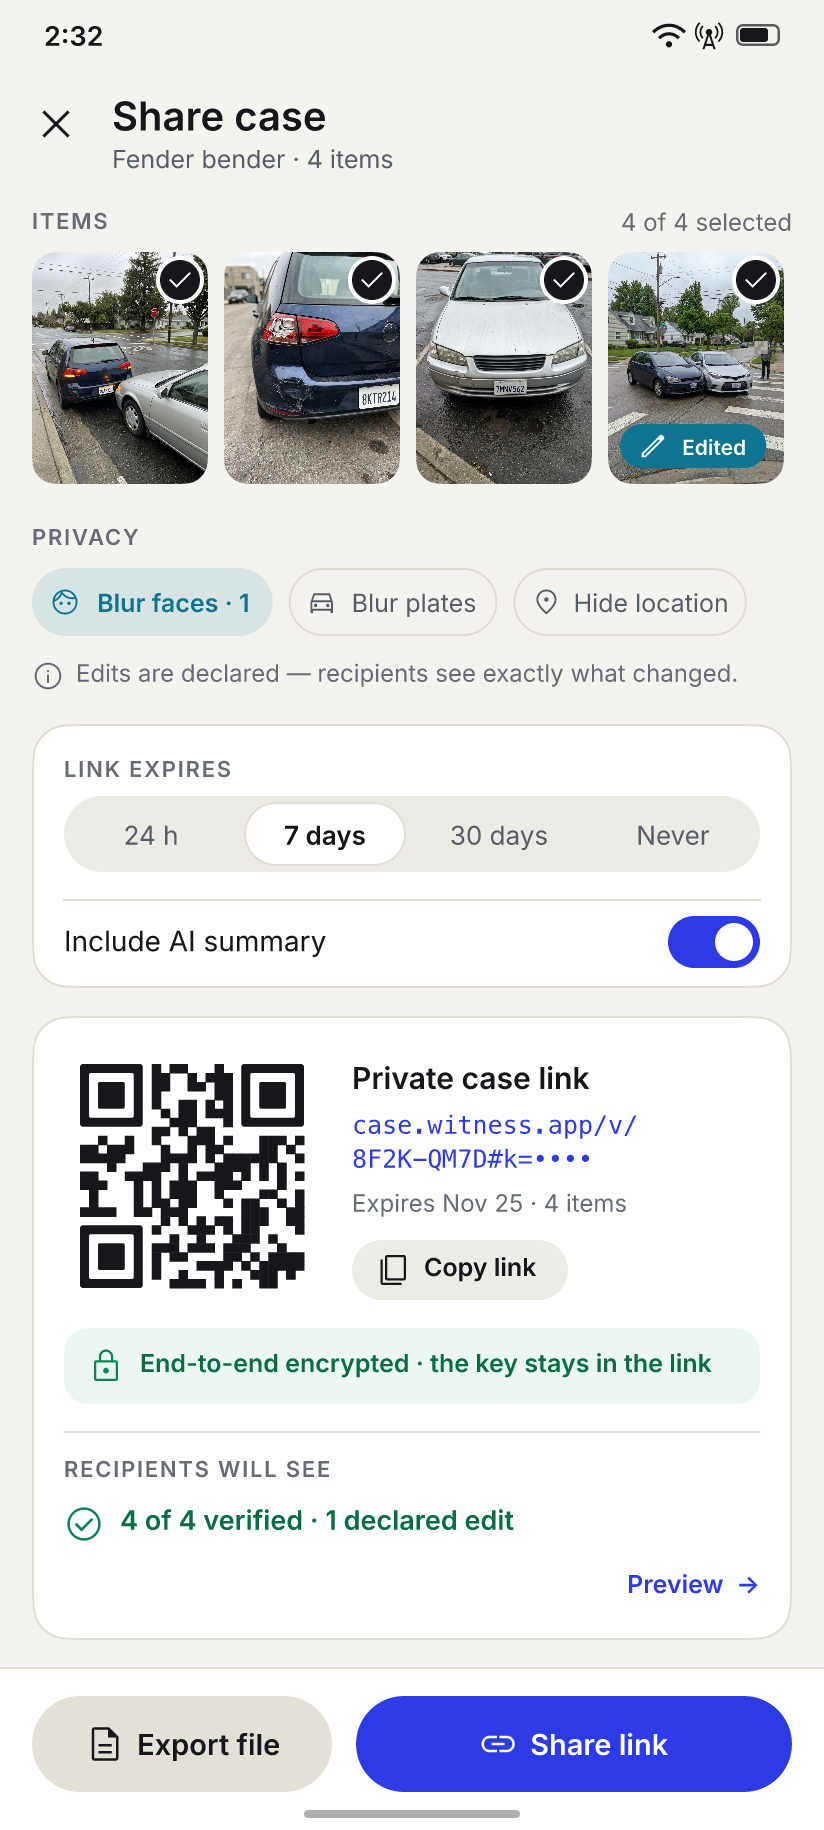 2:32
Share case
Fender bender · 4 items
ITEMS
4 of 4 selected
8KTR214
7MNV562
Edited
PRIVACY
Blur faces · 1
Blur plates
Hide location
Edits are declared — recipients see exactly what changed.
LINK EXPIRES
24 h
7 days
30 days
Never
Include AI summary
Private case link
case.witness.app/v/
8F2K–QM7D#k=••••
Expires Nov 25 · 4 items
Copy link
End-to-end encrypted · the key stays in the link
RECIPIENTS WILL SEE
4 of 4 verified · 1 declared edit
Preview →
Export file
Share link